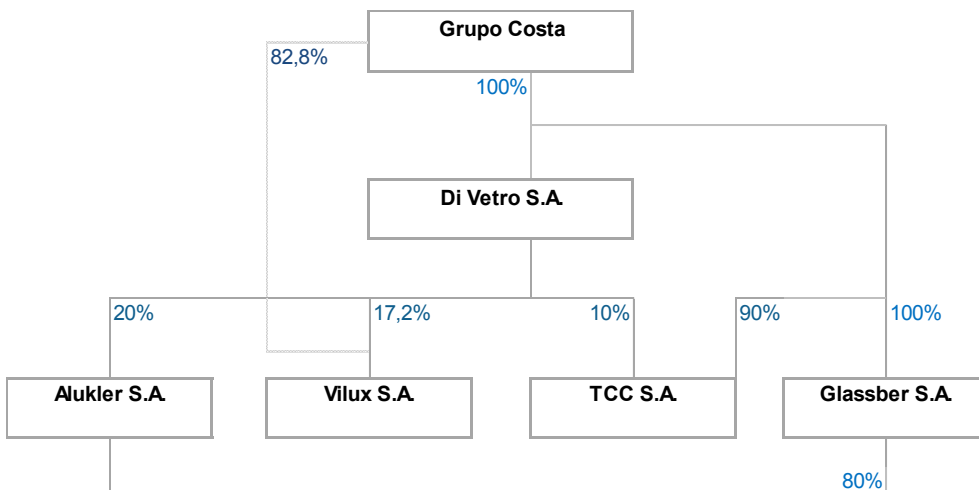 Grupo Costa
82,8%
100%
Di Vetro S.A.
20%
17,2%
10%
90%
100%
Alukler S.A.
Vilux S.A.
TCC S.A.
Glassber S.A.
80%